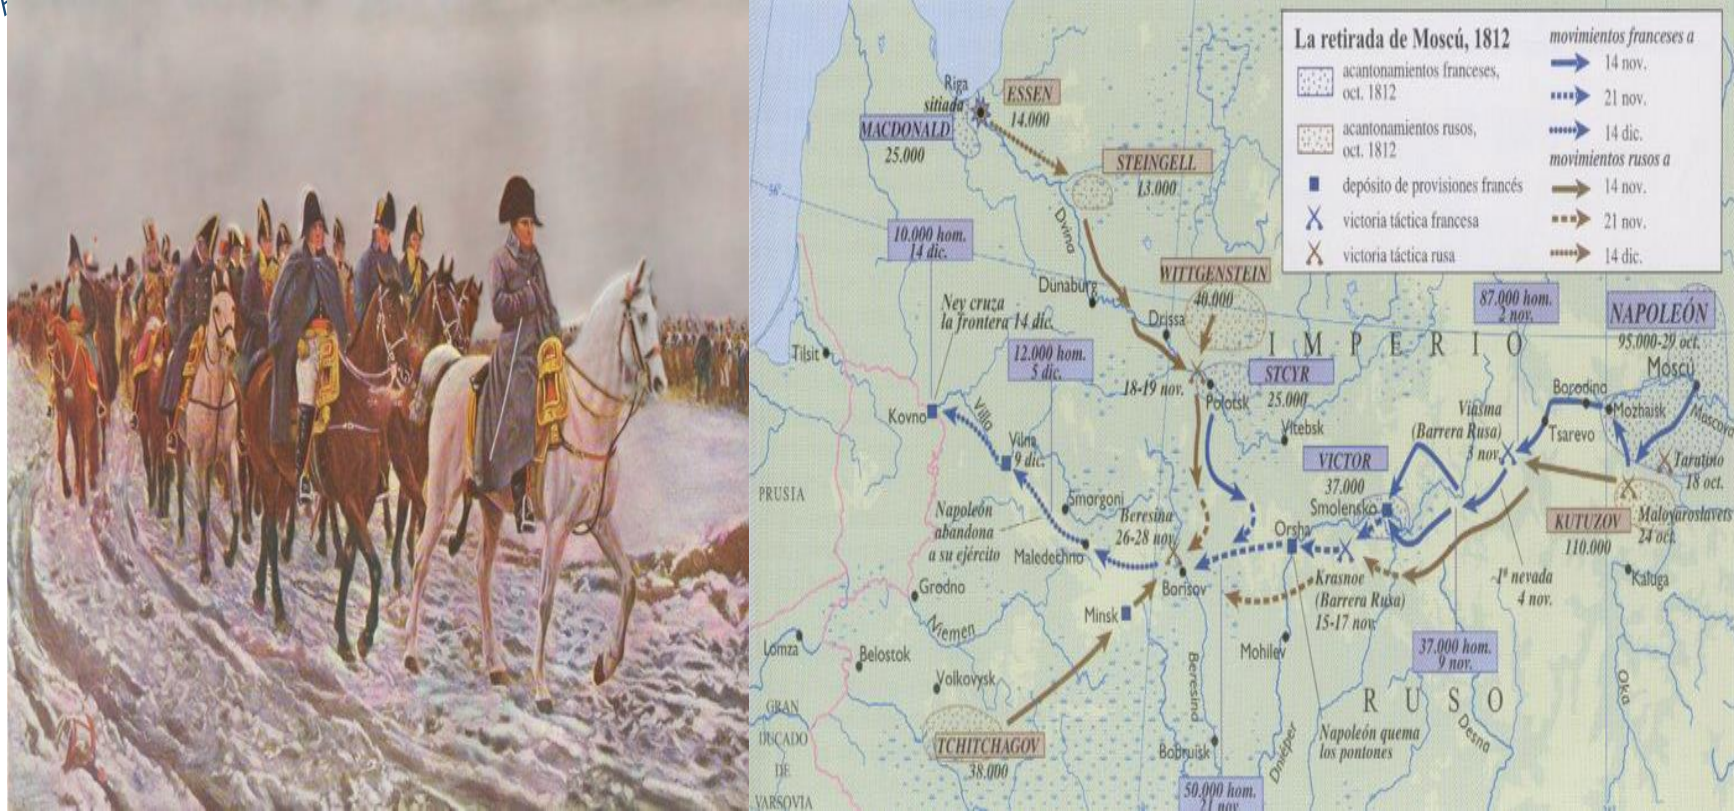 La retirada de Moscú, 1812
acantonamientos franceses,
oct. 1812
acantonamientos rusos,
oct. 1812
depósito de provisiones francés
victoria táctica francesa
victoria táctica rusa
movimientos franceses a
14 nov.
21 nov.
14 dic.
movimientos rusos a
14 nov.
21 nov.
14 dic.
Riga
sitiada
ESSEN
14.000
MACDONALD
25.000
STEINGELL
13.000
56°
Dvina
10.000 hom.
14 dic.
WITTGENSTEIN
40.000
Dünaburg
Drissa
87.000 hom.
2 nov.
NAPOLEÓN
95.000-29 oct.
Moscú
Ney cruza
la frontera 14 dic.
12.000 hom.
5 dic.
IMPERIO
Tilsit
STCYR
25.000
18-19 nov.
Polotsk
Borodino
Mozhaisk
Moscova
Kovno
Villa
Vitebsk
Viasma
(Barrera Rusa)
3 nov.
Tsarevo
Vilna
9 dic.
VICTOR
37.000
Tarutino
18 oct.
PRUSIA
Smorgoni
Smolensko
Napoleón
abandona
a su ejército
Beresina
26-28 nov.
Orsha
KUTUZOV
110.000
Maloyaroslavets
24 oct.
Maledechno
Borisov
Krasnoe
(Barrera Rusa)
15-17 nov.
1ª nevada
4 nov.
Kaluga
Grodno
Minsk
Niemen
Lomza
Belostok
Mohilev
37.000 hom.
9 nov.
Volkovysk
Beresina
RUSO
Oka
GRAN
DUCADO
DE
VARSOVIA
TCHITCHAGOV
38.000
Bobruisk
Dnièper
Napoleón quema
los pontones
Desna
50.000 hom.
21 nov.